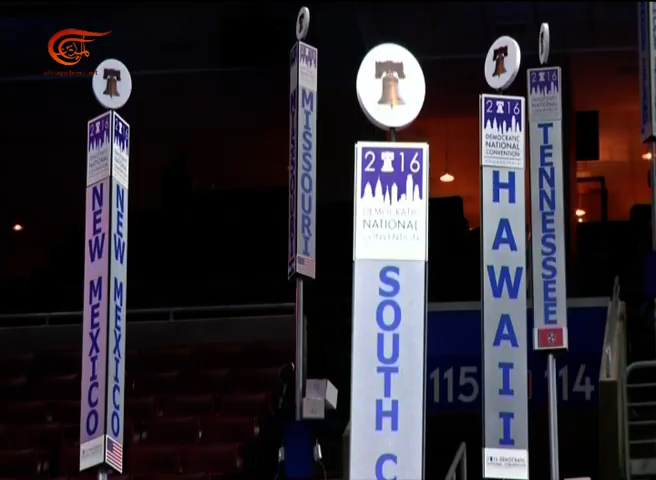 2016
NEW MEXICO
NEW MEXICO
MISSOURI
2016
DEMOCRATIC
NATIONAL
CONVENTION
SOUTH C
2016
DEMOCRATIC
NATIONAL
CONVENTION
HAWAII
2016
TENNESSEE
115
114